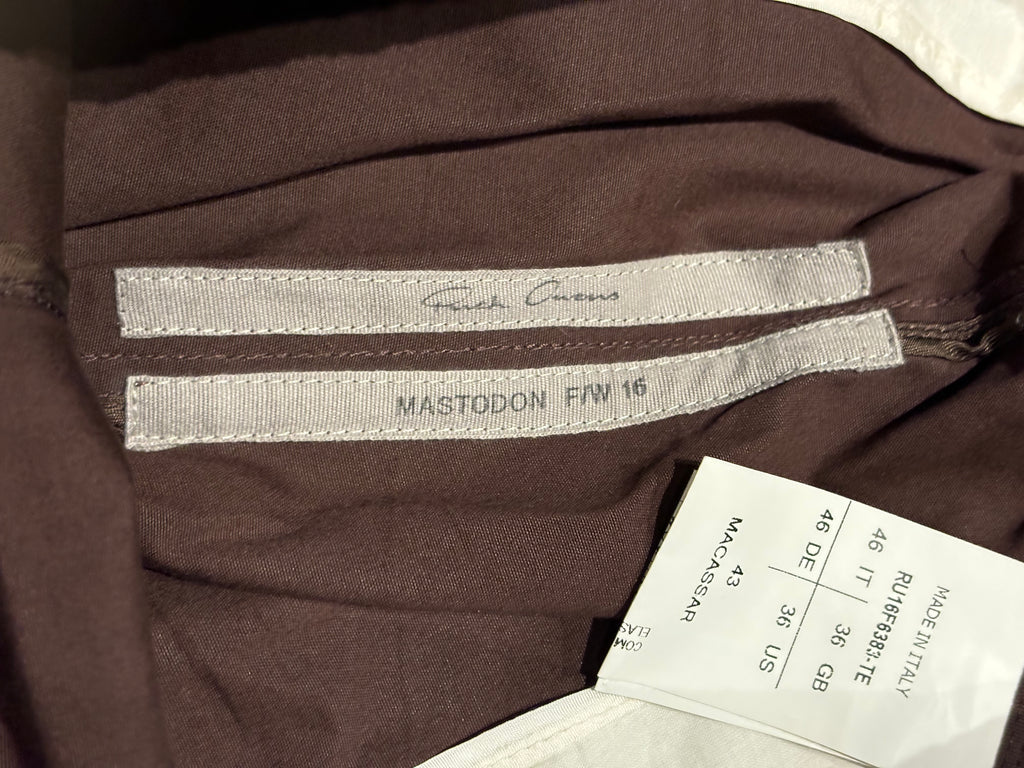 Rick Owens
MASTODON F/W 16
MADE IN ITALY
RU16F6383-TE
46 IT 36 GB
46 DE 36 US
43
MACASSAR